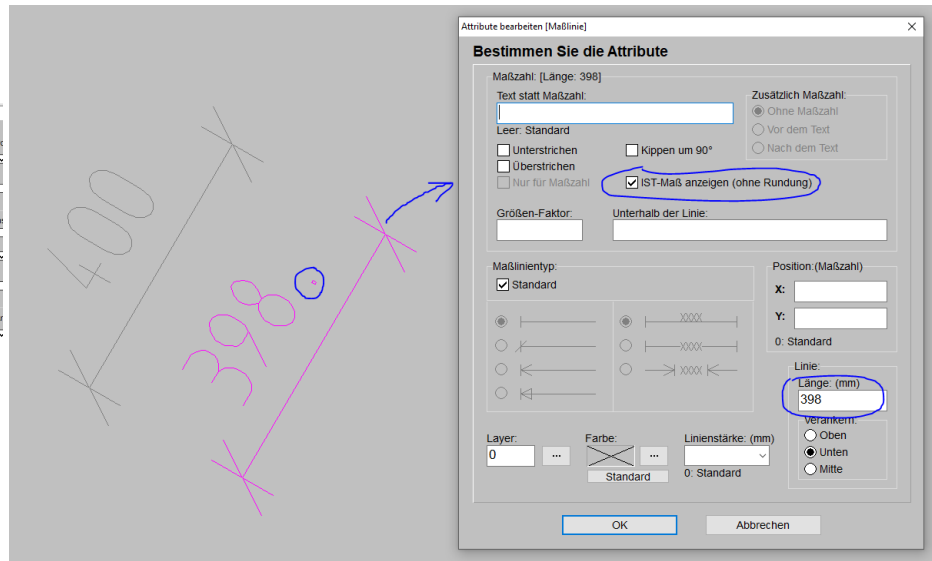 Attribute bearbeiten [Maßlinie]
Bestimmen Sie die Attribute
Maßzahl: [Länge: 398]
Text statt Maßzahl:
Leer: Standard
Unterstrichen
Überstrichen
Nur für Maßzahl
Kippen um 90°
IST-Maß anzeigen (ohne Rundung)
Zusätzlich Maßzahl:
Ohne Maßzahl
Vor dem Text
Nach dem Text
Größen-Faktor:
Unterhalb der Linie:
Maßlinientyp:
Standard
XXXX
XXXX
XXXX
Position:(Maßzahl)
X:
Y:
0: Standard
Linie:
Länge: (mm)
398
Verankern:
Oben
Unten
Mitte
Layer:
0
...
Farbe:
...
Standard
Linienstärke: (mm)
0: Standard
OK
Abbrechen
400
398